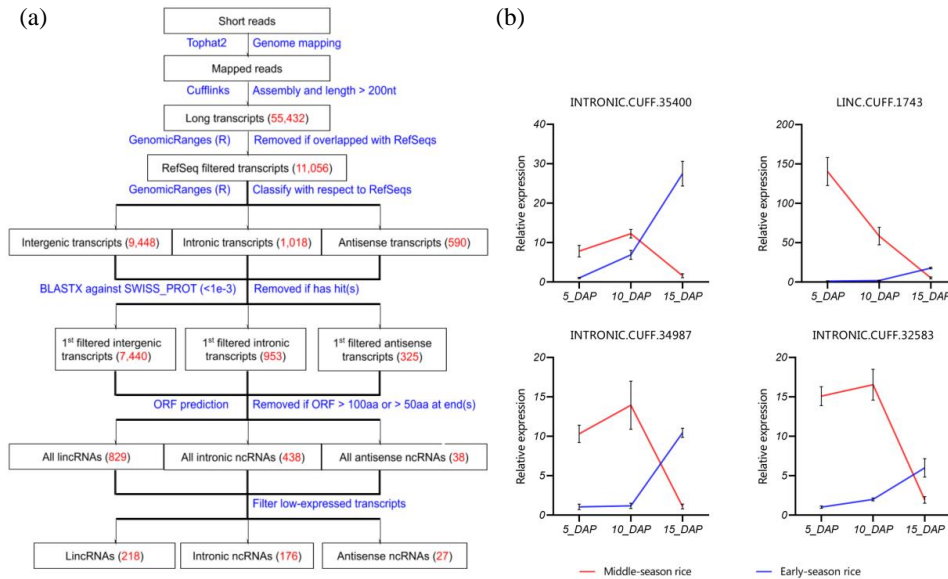 (a)
Short reads
Tophat2 Genome mapping
Mapped reads
Cufflinks Assembly and length > 200nt
Long transcripts (55,432)
GenomicRanges (R) Removed if overlapped with RefSeqs
RefSeq filtered transcripts (11,056)
GenomicRanges (R) Classify with respect to RefSeqs
Intergenic transcripts (9,448) Intronic transcripts (1,018) Antisense transcripts (590)
BLASTX against SWISS_PROT (<1e-3) Removed if has hit(s)
1st filtered intergenic
transcripts (7,440)
1st filtered intronic
transcripts (953)
1st filtered antisense
transcripts (325)
ORF prediction Removed if ORF > 100aa or > 50aa at end(s)
All lincRNAs (829) All intronic ncRNAs (438) All antisense ncRNAs (38)
Filter low-expressed transcripts
LincRNAs (218) Intronic ncRNAs (176) Antisense ncRNAs (27)
(b)
INTRONIC.CUFF.35400
Relative expression
40
30
20
10
0
5_DAP 10_DAP 15_DAP
LINC.CUFF.1743
Relative expression
200
150
100
50
0
5_DAP 10_DAP 15_DAP
INTRONIC.CUFF.34987
Relative expression
20
15
10
5
0
5_DAP 10_DAP 15_DAP
INTRONIC.CUFF.32583
Relative expression
20
15
10
5
0
5_DAP 10_DAP 15_DAP
Middle-season rice Early-season rice